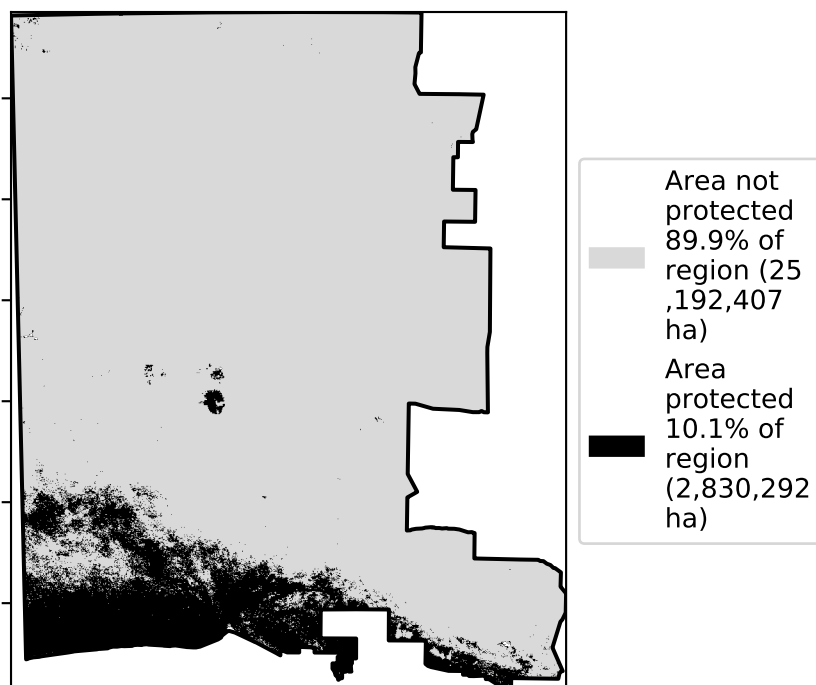 Area not
protected
89.9% of
region (25
,192,407
ha)
Area
protected
10.1% of
region
(2,830,292
ha)